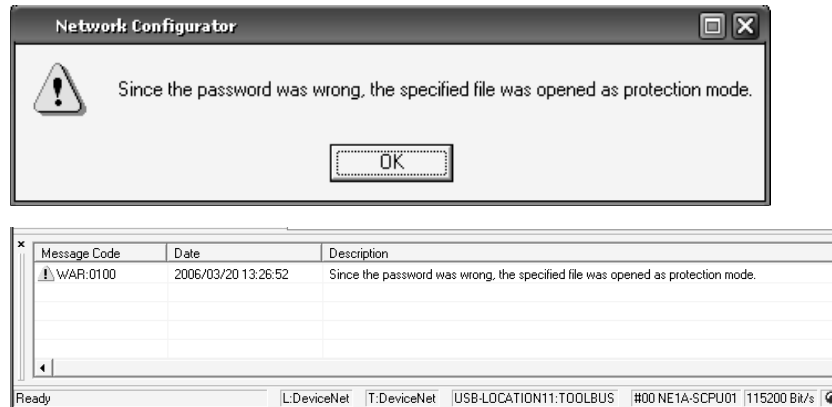 Network Configurator
Since the password was wrong, the specified file was opened as protection mode.
OK
Message Code Date Description
WAR:0100 2006/03/20 13:26:52 Since the password was wrong, the specified file was opened as protection mode.
Ready L:DeviceNet T:DeviceNet USB-LOCATION11:TOOLBUS #00 NE1A-SCPU01 115200 Bit/s